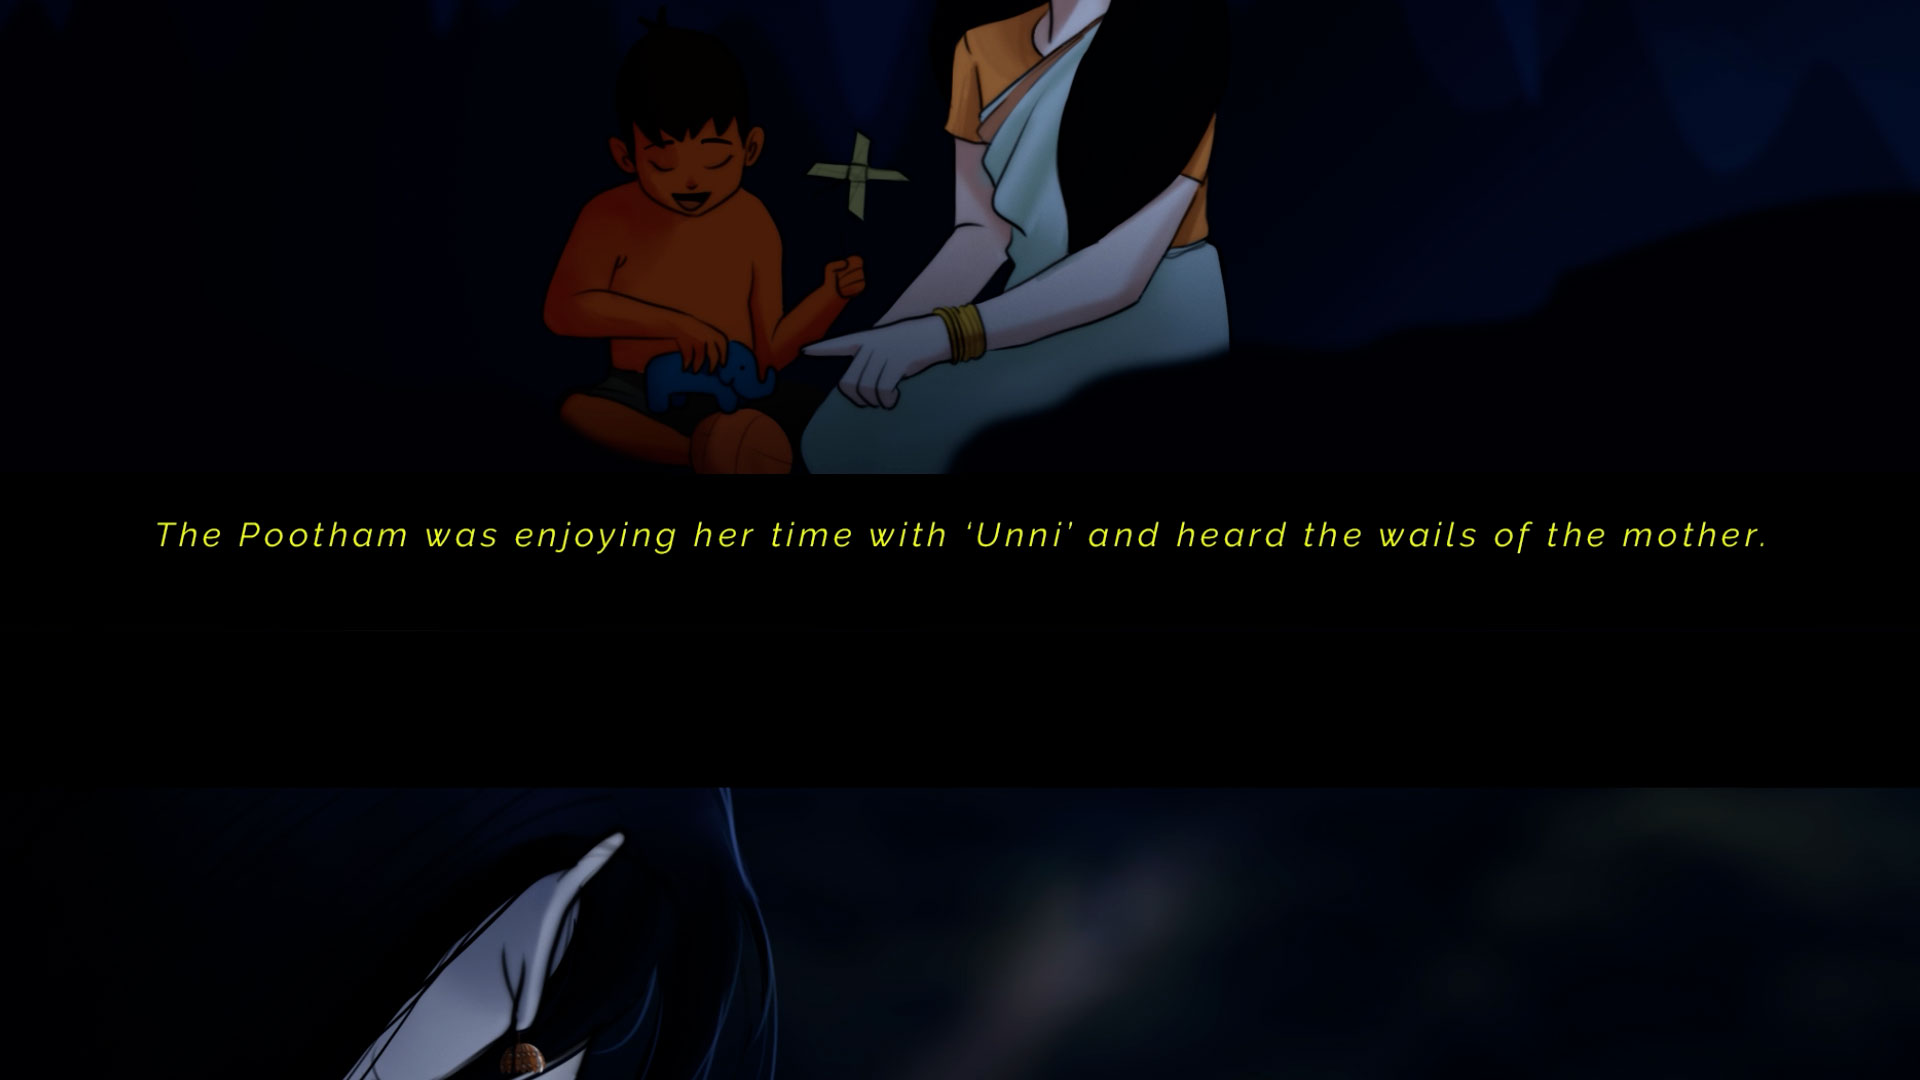 The Pootham was enjoying her time with ‘Unni’ and heard the wails of the mother.